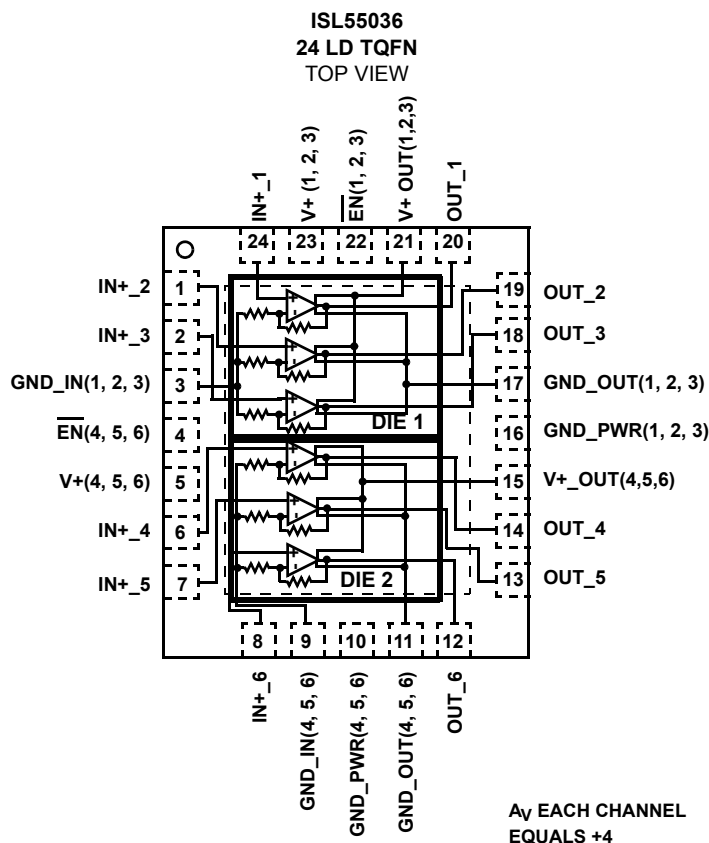 ISL55036
24 LD TQFN
TOP VIEW
IN+_1
V+ (1, 2, 3)
EN(1, 2, 3)
V+ OUT(1,2,3)
OUT_1
24
23
22
21
20
IN+_2
1
IN+_3
2
GND_IN(1, 2, 3)
3
EN(4, 5, 6)
4
V+(4, 5, 6)
5
IN+_4
6
IN+_5
7
+
-
+
-
+
-
DIE 1
+
-
+
-
+
-
DIE 2
19
OUT_2
18
OUT_3
17
GND_OUT(1, 2, 3)
16
GND_PWR(1, 2, 3)
15
V+_OUT(4,5,6)
14
OUT_4
13
OUT_5
8
9
10
11
12
IN+_6
GND_IN(4, 5, 6)
GND_PWR(4, 5, 6)
GND_OUT(4, 5, 6)
OUT_6
AV EACH CHANNEL
EQUALS +4